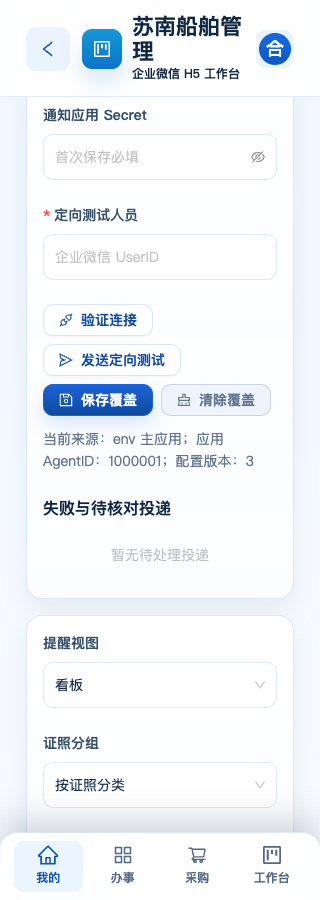 苏南船舶管
理
企业微信 H5 工作台
合
通知应用 Secret
首次保存必填
* 定向测试人员
企业微信 UserID
验证连接
发送定向测试
保存覆盖
清除覆盖
当前来源：env 主应用；应用
AgentID：1000001；配置版本：3
失败与待核对投递
暂无待处理投递
提醒视图
看板
证照分组
按证照分类
我的
办事
采购
工作台